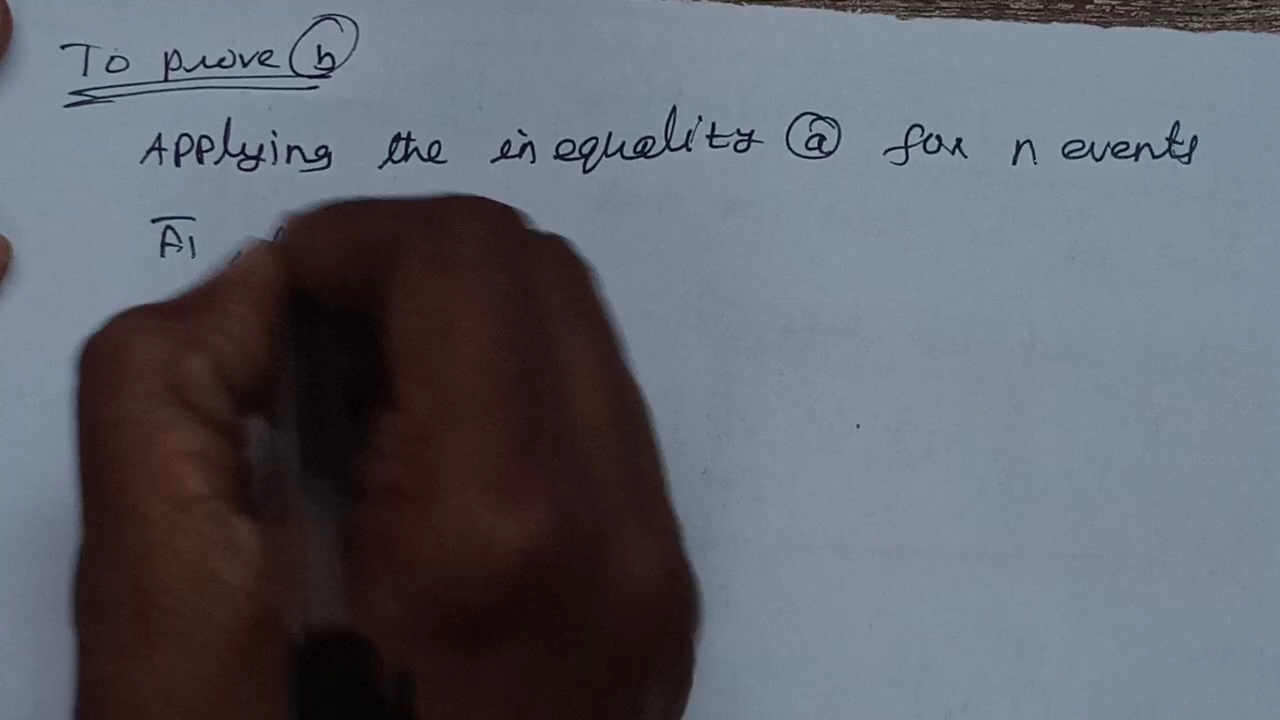 To prove (b)
Applying the inequality (a) for n events
A̅1 ,